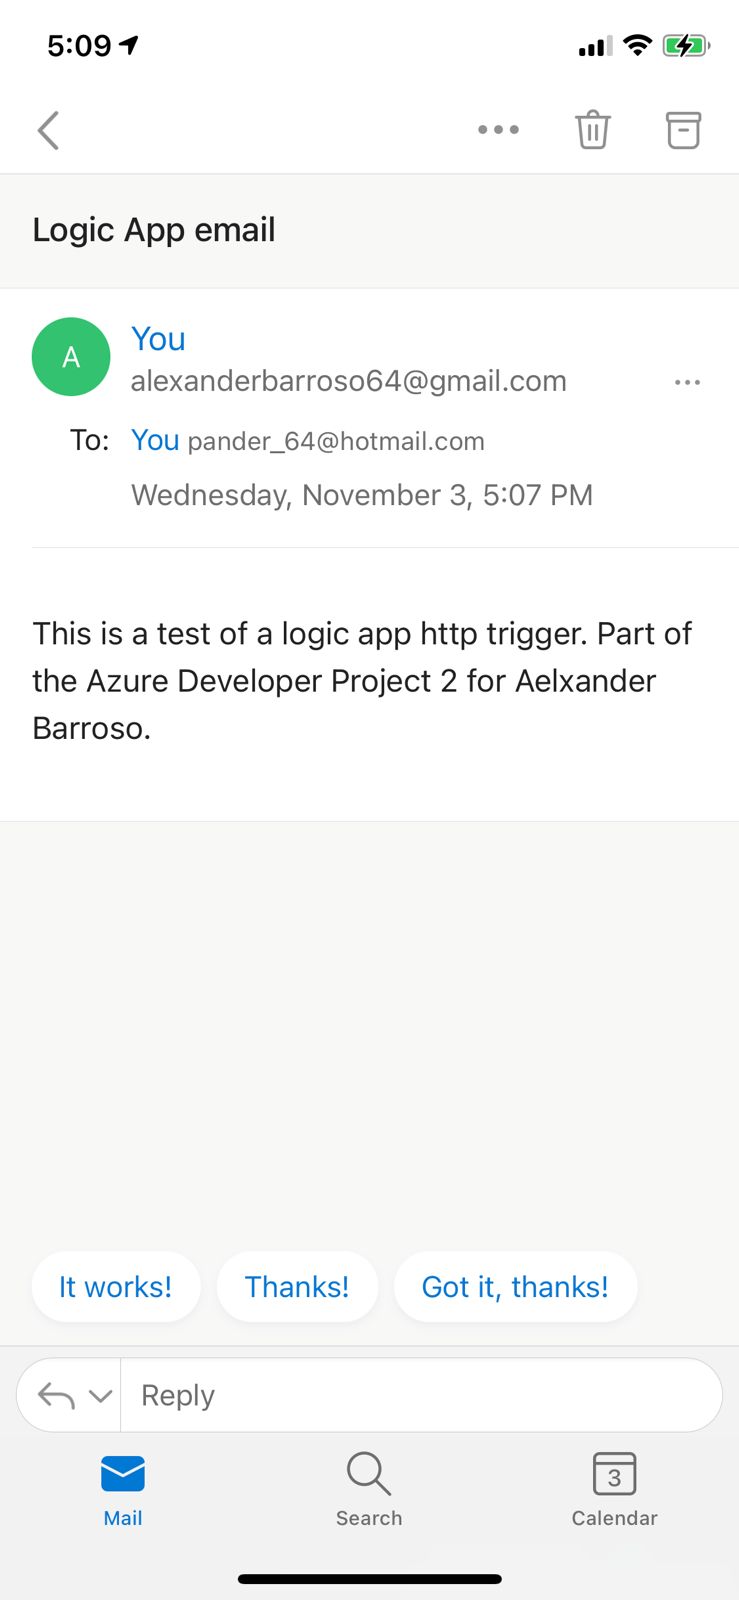 5:09
Logic App email
A
You
alexanderbarroso64@gmail.com
To: You pander_64@hotmail.com
Wednesday, November 3, 5:07 PM
This is a test of a logic app http trigger. Part of
the Azure Developer Project 2 for Aelxander
Barroso.
It works! Thanks! Got it, thanks!
Reply
3
Mail Search Calendar